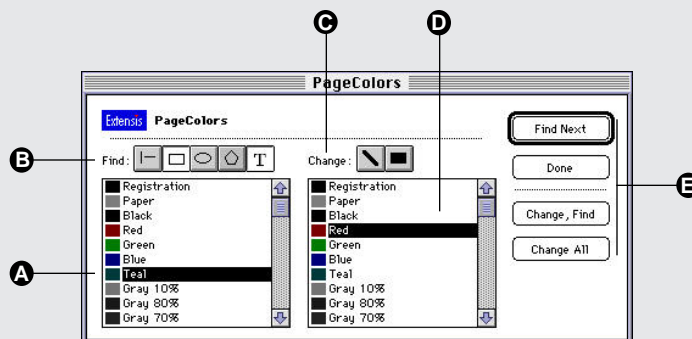 C
D
PageColors
Extensis PageColors
B
Find: T
Change:
Find Next
Done
Change, Find
Change All
E
A
Registration
Paper
Black
Red
Green
Blue
Teal
Gray 10%
Gray 80%
Gray 70%
Registration
Paper
Black
Red
Green
Blue
Teal
Gray 10%
Gray 80%
Gray 70%